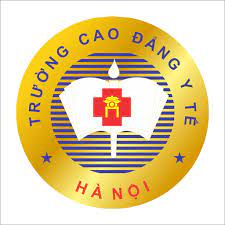 TRƯỜNG CAO ĐẲNG Y TẾ
HÀ NỘI